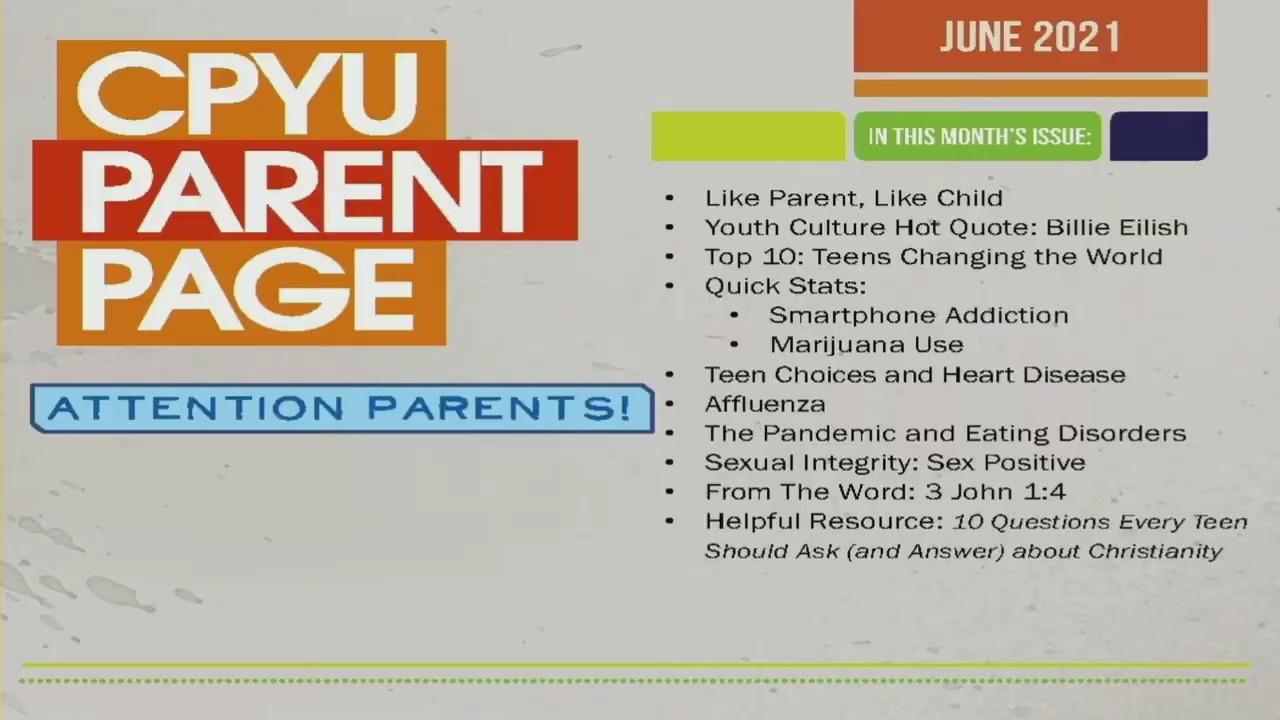 CPYU
PARENT
PAGE
ATTENTION PARENTS!
JUNE 2021
IN THIS MONTH'S ISSUE:
• Like Parent, Like Child
• Youth Culture Hot Quote: Billie Eilish
• Top 10: Teens Changing the World
• Quick Stats:
• Smartphone Addiction
• Marijuana Use
• Teen Choices and Heart Disease
• Affluenza
• The Pandemic and Eating Disorders
• Sexual Integrity: Sex Positive
• From The Word: 3 John 1:4
• Helpful Resource: 10 Questions Every Teen
Should Ask (and Answer) about Christianity